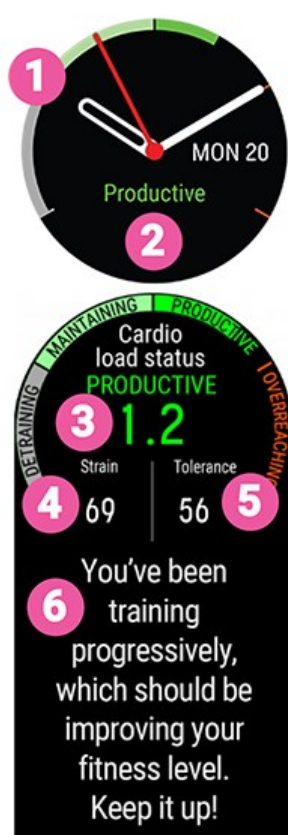 1
MON 20
Productive
2
DETRAINING
MAINTAINING
PRODUCTIVE
OVERREACHING
Cardio
load status
PRODUCTIVE
3
1.2
Strain
Tolerance
4
69
56
5
6
You've been
training
progressively,
which should be
improving your
fitness level.
Keep it up!